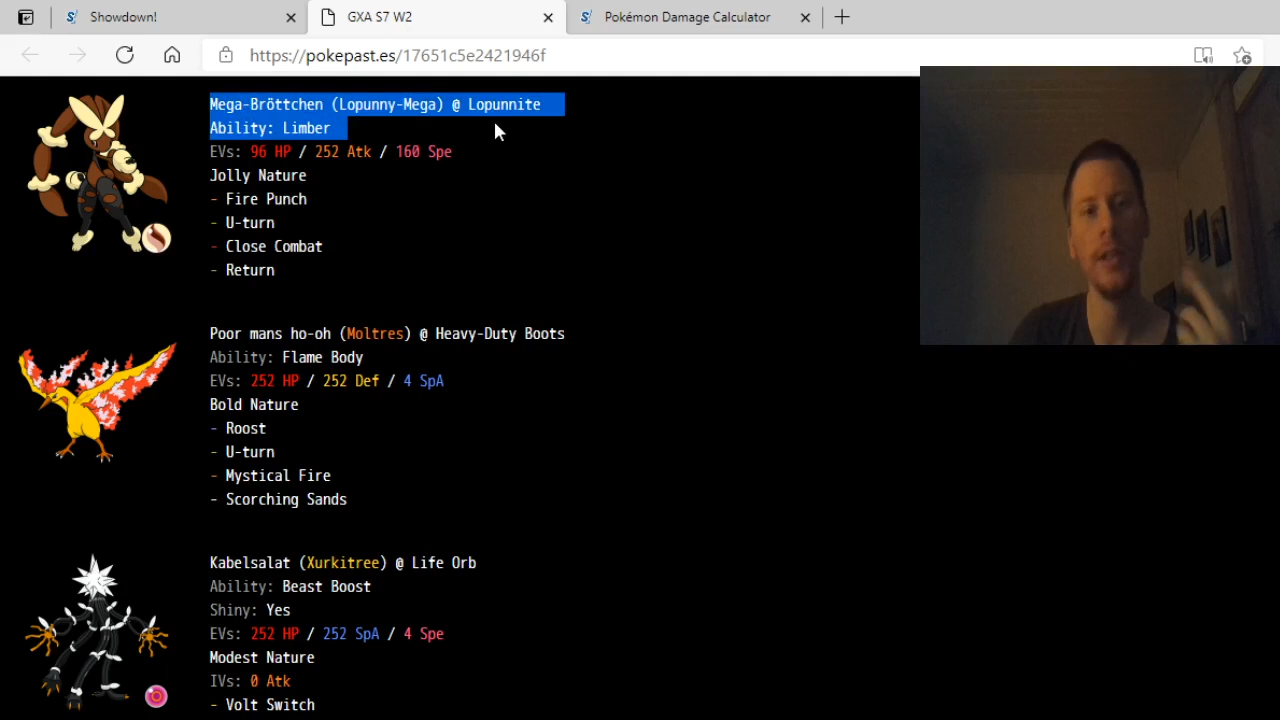 Showdown!
GXA S7 W2
Pokémon Damage Calculator
https://pokepast.es/17651c5e2421946f
Mega-Bröttchen (Lopunny-Mega) @ Lopunnite
Ability: Limber
EVs: 96 HP / 252 Atk / 160 Spe
Jolly Nature
- Fire Punch
- U-turn
- Close Combat
- Return
Poor mans ho-oh (Moltres) @ Heavy-Duty Boots
Ability: Flame Body
EVs: 252 HP / 252 Def / 4 SpA
Bold Nature
- Roost
- U-turn
- Mystical Fire
- Scorching Sands
Kabelsalat (Xurkitree) @ Life Orb
Ability: Beast Boost
Shiny: Yes
EVs: 252 HP / 252 SpA / 4 Spe
Modest Nature
IVs: 0 Atk
- Volt Switch